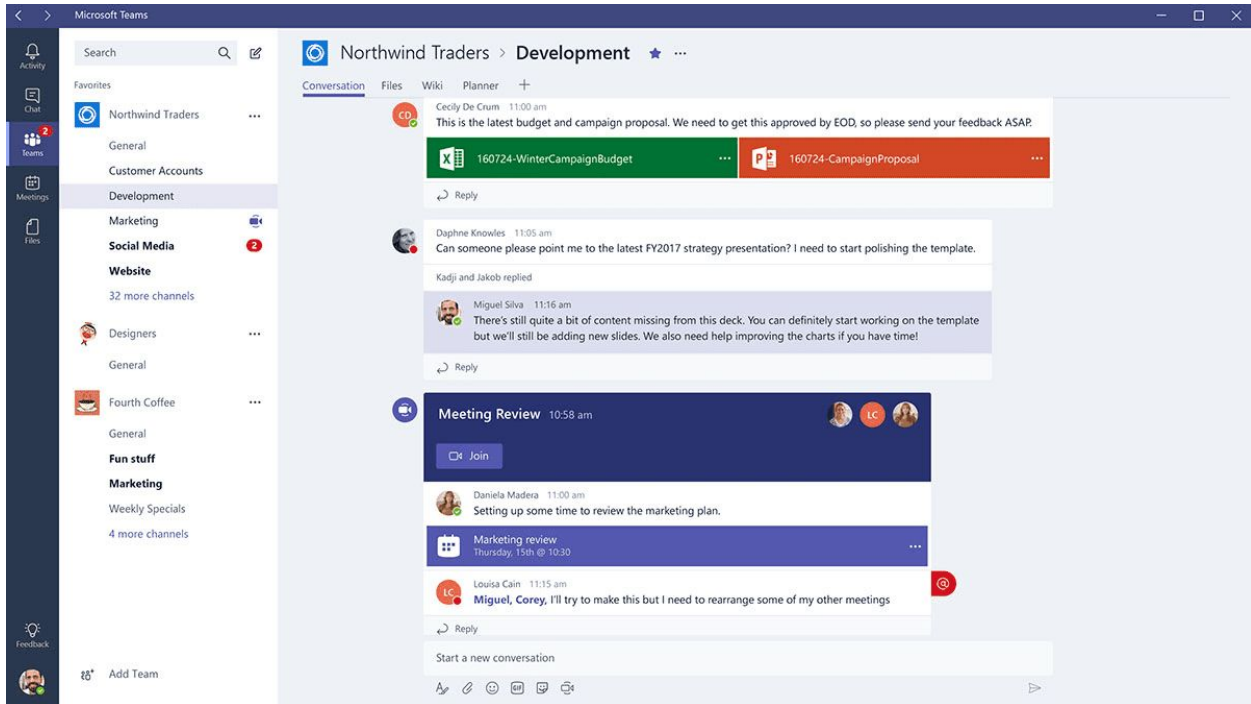 Microsoft Teams
Activity
Chat
2
Teams
Meetings
Files
Feedback
Search
Favorites
Northwind Traders
General
Customer Accounts
Development
Marketing
Social Media 2
Website
32 more channels
Designers
General
Fourth Coffee
General
Fun stuff
Marketing
Weekly Specials
4 more channels
Add Team
Northwind Traders > Development
Conversation Files Wiki Planner
CD
Cecily De Crum 11:00 am
This is the latest budget and campaign proposal. We need to get this approved by EOD, so please send your feedback ASAP.
X 160724-WinterCampaignBudget P 160724-CampaignProposal
Reply
Daphne Knowles 11:05 am
Can someone please point me to the latest FY2017 strategy presentation? I need to start polishing the template.
Kadji and Jakob replied
Miguel Silva 11:16 am
There's still quite a bit of content missing from this deck. You can definitely start working on the template
but we'll still be adding new slides. We also need help improving the charts if you have time!
Reply
Meeting Review 10:58 am LC
Join
Daniela Madera 11:00 am
Setting up some time to review the marketing plan.
Marketing review
Thursday, 15th @ 10:30
LC
Louisa Cain 11:15 am
Miguel, Corey, I'll try to make this but I need to rearrange some of my other meetings
@
Reply
Start a new conversation
GIF